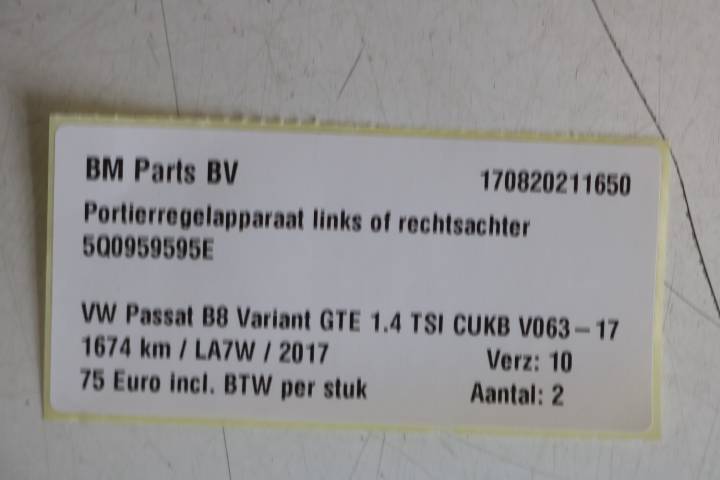 BM Parts BV 170820211650
Portierregelapparaat links of rechtsachter
5Q0959595E
VW Passat B8 Variant GTE 1.4 TSI CUKB V063-17
1674 km / LA7W / 2017 Verz: 10
75 Euro incl. BTW per stuk Aantal: 2